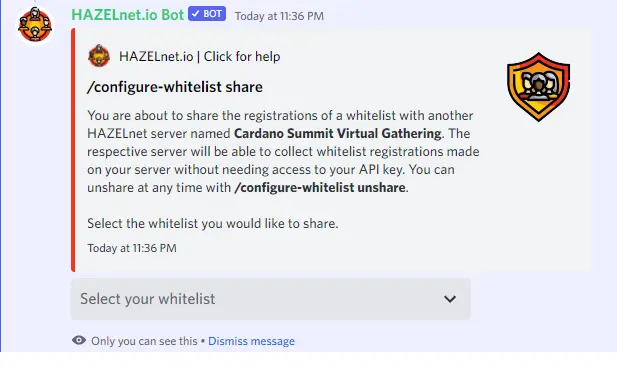 HAZELnet.io Bot ✓ BOT Today at 11:36 PM
HAZELnet.io | Click for help
/configure-whitelist share
You are about to share the registrations of a whitelist with another
HAZELnet server named Cardano Summit Virtual Gathering. The
respective server will be able to collect whitelist registrations made
on your server without needing access to your API key. You can
unshare at any time with /configure-whitelist unshare.
Select the whitelist you would like to share.
Today at 11:36 PM
Select your whitelist
Only you can see this • Dismiss message